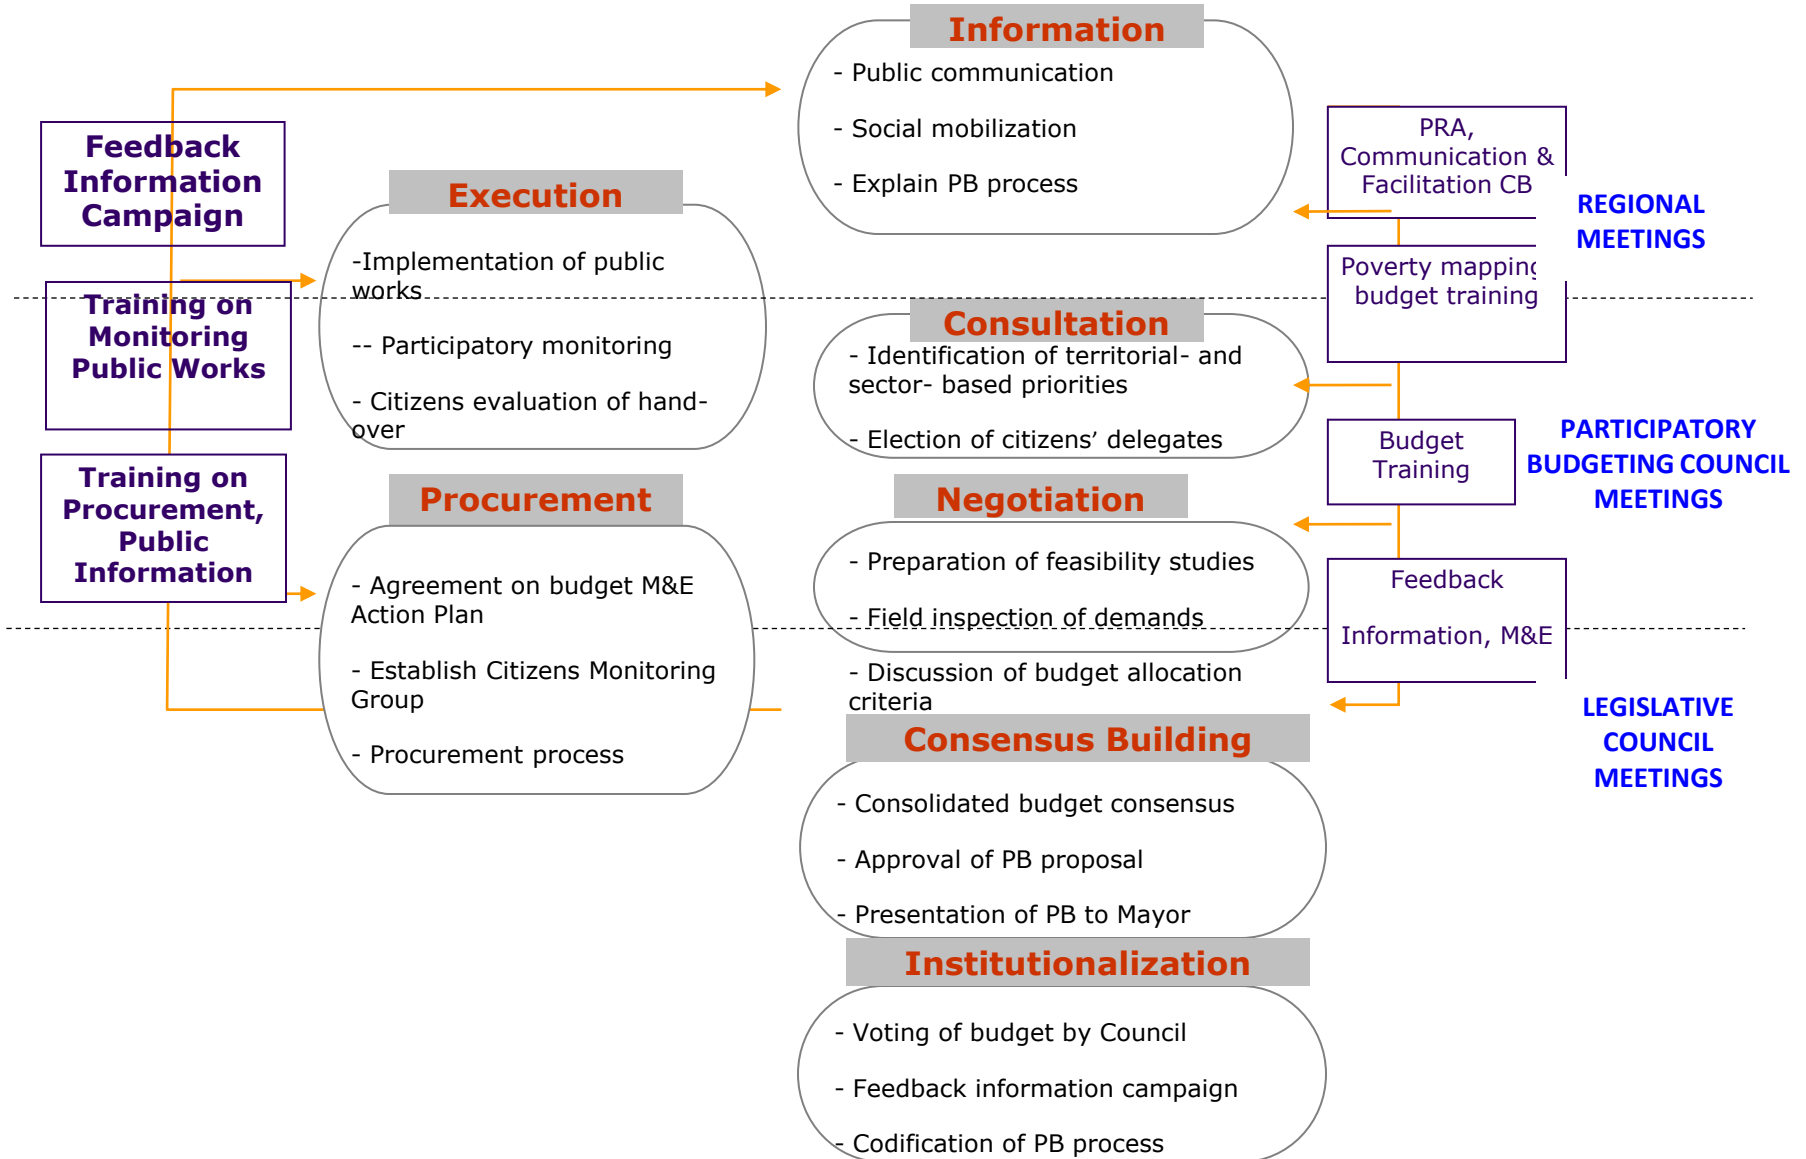 Information
- Public communication
- Social mobilization
- Explain PB process
Feedback
Information
Campaign
Training on
Monitoring
Public Works
Training on
Procurement,
Public
Information
Execution
-Implementation of public
works
-- Participatory monitoring
- Citizens evaluation of hand-
over
Procurement
- Agreement on budget M&E
Action Plan
- Establish Citizens Monitoring
Group
- Procurement process
Consultation
- Identification of territorial- and
sector- based priorities
- Election of citizens’ delegates
Negotiation
- Preparation of feasibility studies
- Field inspection of demands
- Discussion of budget allocation
criteria
Consensus Building
- Consolidated budget consensus
- Approval of PB proposal
- Presentation of PB to Mayor
Institutionalization
- Voting of budget by Council
- Feedback information campaign
- Codification of PB process
PRA,
Communication &
Facilitation CB
Poverty mapping
budget training
Budget
Training
Feedback
Information, M&E
REGIONAL
MEETINGS
PARTICIPATORY
BUDGETING COUNCIL
MEETINGS
LEGISLATIVE
COUNCIL
MEETINGS